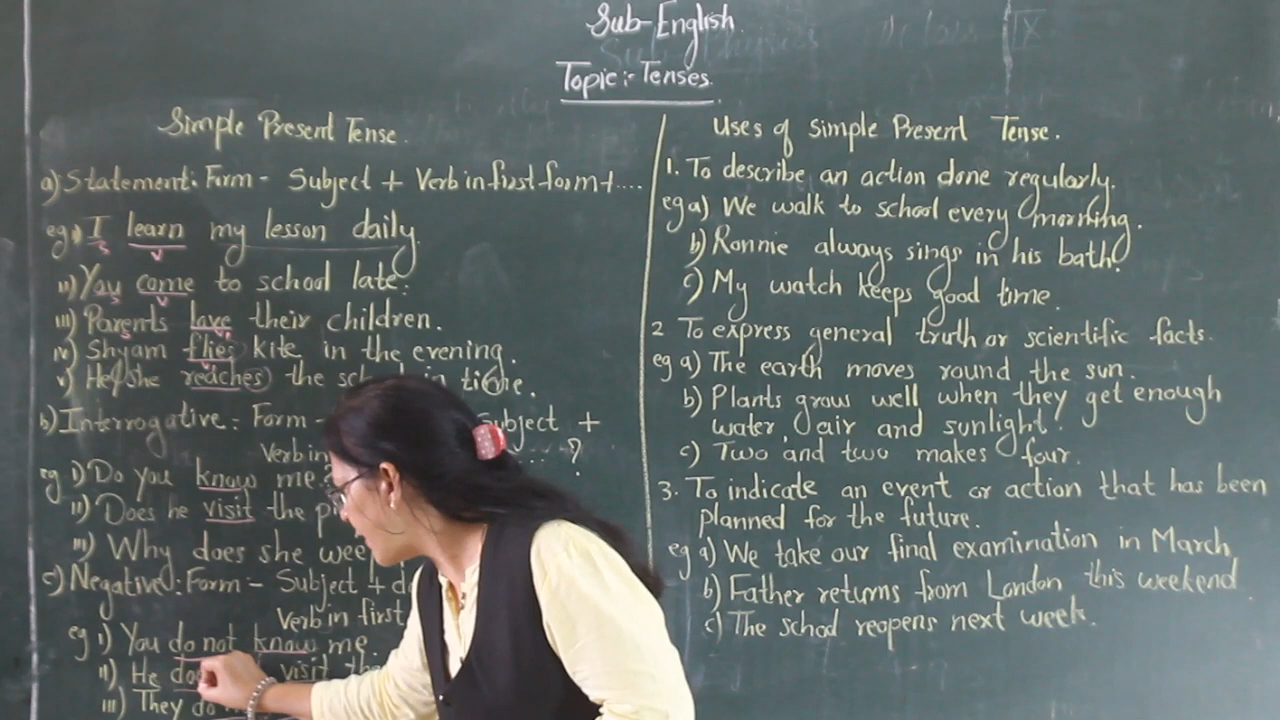 Sub-English
Topic:- Tenses.
Simple Present Tense.
a) Statement: Form - Subject + Verb in first form + ....
eg i) I learn my lesson daily.
S V
ii) You come to school late.
S V
iii) Parents love their children.
S V
iv) Shyam flies kite in the evening.
v) He/she reaches the in time.
b) Interrogative: Form - Subject +
Verb in .... ?
eg i) Do you know me?
ii) Does he visit the
iii) Why does she
c) Negative: Form - Subject +
Verb in first
eg i) You do not know me.
ii) He visit
iii) They do
Uses of Simple Present Tense.
1. To describe an action done regularly.
eg a) We walk to school every morning.
b) Ronnie always sings in his bath.
c) My watch keeps good time.
2 To express general truth or scientific facts.
eg a) The earth moves round the sun.
b) Plants grow well when they get enough
water, air and sunlight.
c) Two and two makes four.
3. To indicate an event or action that has been
planned for the future.
eg a) We take our final examination in March,
b) Father returns from London this weekend.
c) The school reopens next week.